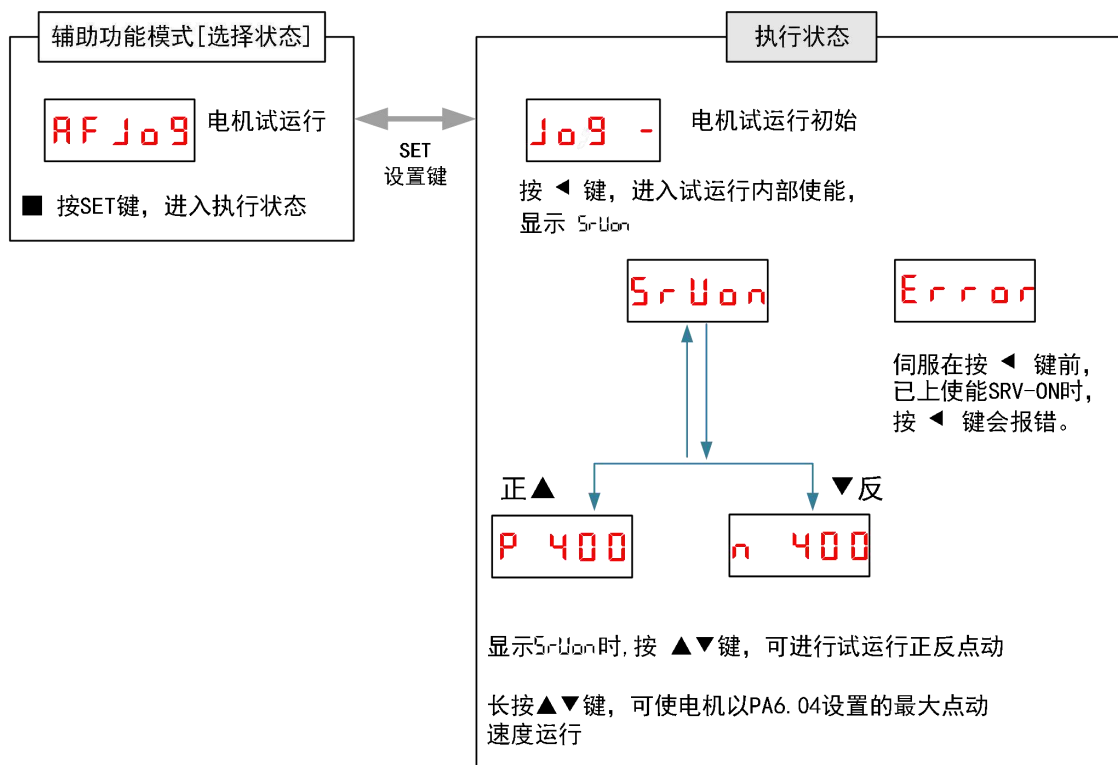 辅助功能模式[选择状态]
AFJog 电机试运行
■ 按SET键，进入执行状态
SET
设置键
执行状态
Jog - 电机试运行初始
按 ◀ 键，进入试运行内部使能，
显示 SrUon
SrUon
Error
伺服在按 ◀ 键前，
已上使能SRV-ON时，
按 ◀ 键会报错。
正▲
▼反
P 400
n 400
显示SrUon时,按 ▲▼键，可进行试运行正反点动
长按▲▼键，可使电机以PA6.04设置的最大点动
速度运行